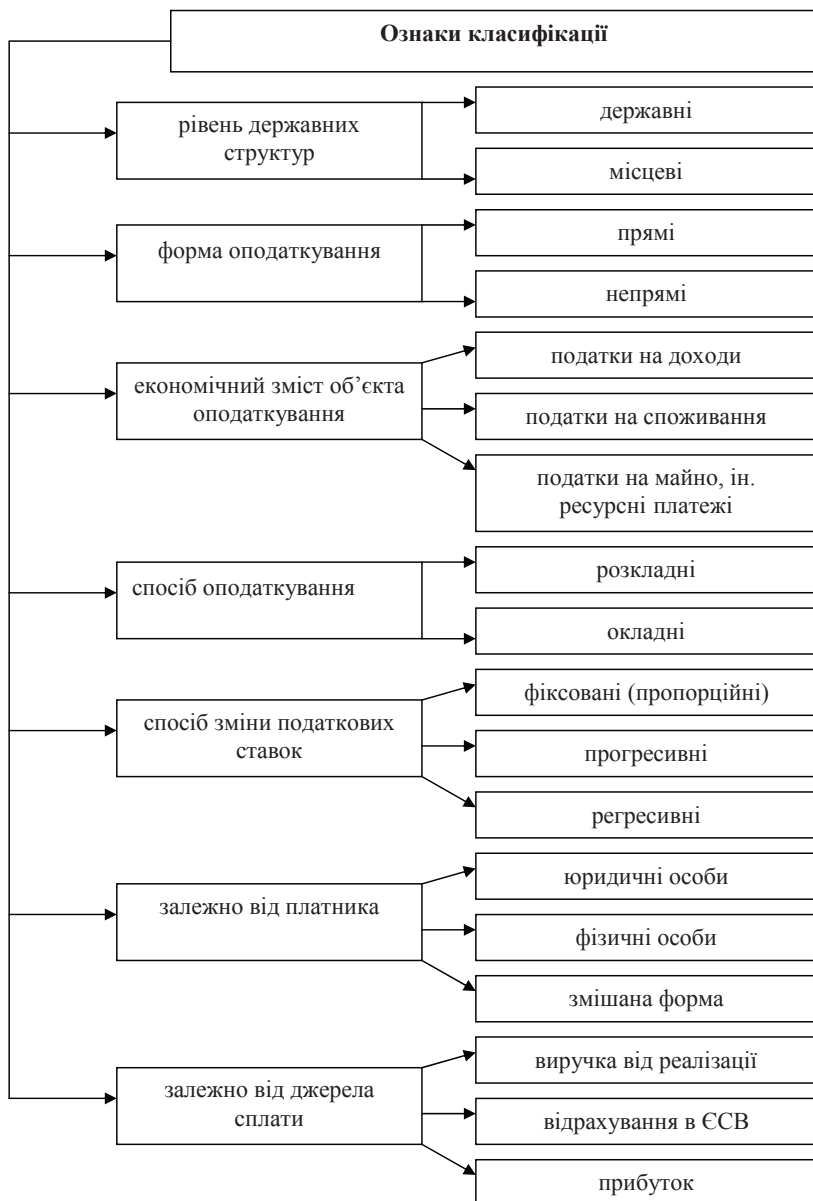 Ознаки класифікації
рівень державних
структур
державні
місцеві
форма оподаткування
прямі
непрямі
економічний зміст об’єкта
оподаткування
податки на доходи
податки на споживання
податки на майно, ін.
ресурсні платежі
спосіб оподаткування
розкладні
окладні
спосіб зміни податкових
ставок
фіксовані (пропорційні)
прогресивні
регресивні
залежно від платника
юридичні особи
фізичні особи
змішана форма
залежно від джерела
сплати
виручка від реалізації
відрахування в ЄСВ
прибуток